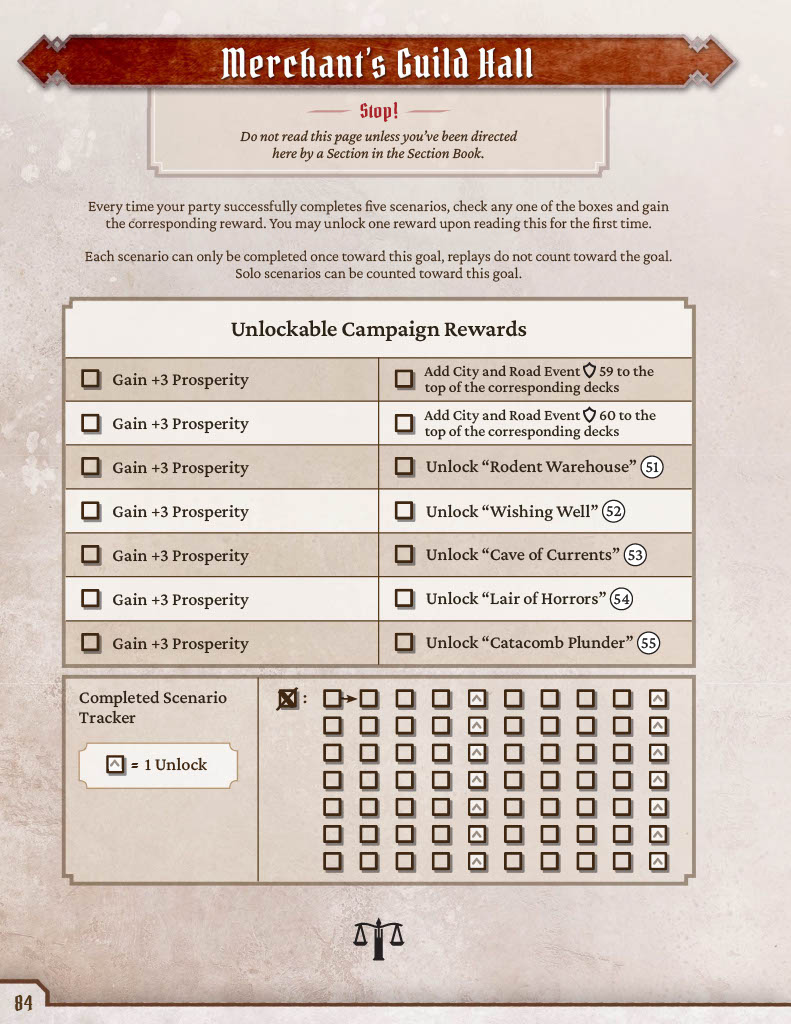 Merchant's Guild Hall
Stop!
Do not read this page unless you've been directed
here by a Section in the Section Book.
Every time your party successfully completes five scenarios, check any one of the boxes and gain
the corresponding reward. You may unlock one reward upon reading this for the first time.
Each scenario can only be completed once toward this goal, replays do not count toward the goal.
Solo scenarios can be counted toward this goal.
Unlockable Campaign Rewards
Gain +3 Prosperity
Add City and Road Event 59 to the
top of the corresponding decks
Gain +3 Prosperity
Add City and Road Event 60 to the
top of the corresponding decks
Gain +3 Prosperity
Unlock “Rodent Warehouse” 51
Gain +3 Prosperity
Unlock “Wishing Well” 52
Gain +3 Prosperity
Unlock “Cave of Currents” 53
Gain +3 Prosperity
Unlock “Lair of Horrors” 54
Gain +3 Prosperity
Unlock “Catacomb Plunder” 55
Completed Scenario
Tracker
:
= 1 Unlock
84